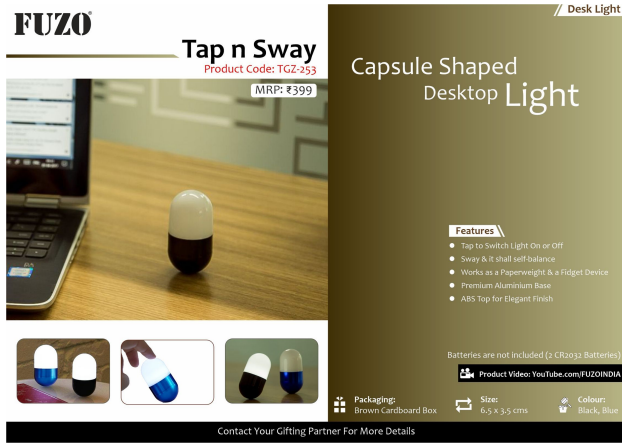 FUZO®
Desk Light
Tap n Sway
Product Code: TGZ-253
MRP: ₹399
Capsule Shaped
Desktop Light
Features
Tap to Switch Light On or Off
Sway & it shall self-balance
Works as a Paperweight & a Fidget Device
Premium Aluminium Base
ABS Top for Elegant Finish
Batteries are not included (2 CR2032 Batteries)
Product Video: YouTube.com/FUZOINDIA
Packaging:
Brown Cardboard Box
Size:
6.5 x 3.5 cms
Colour:
Black, Blue
Contact Your Gifting Partner For More Details